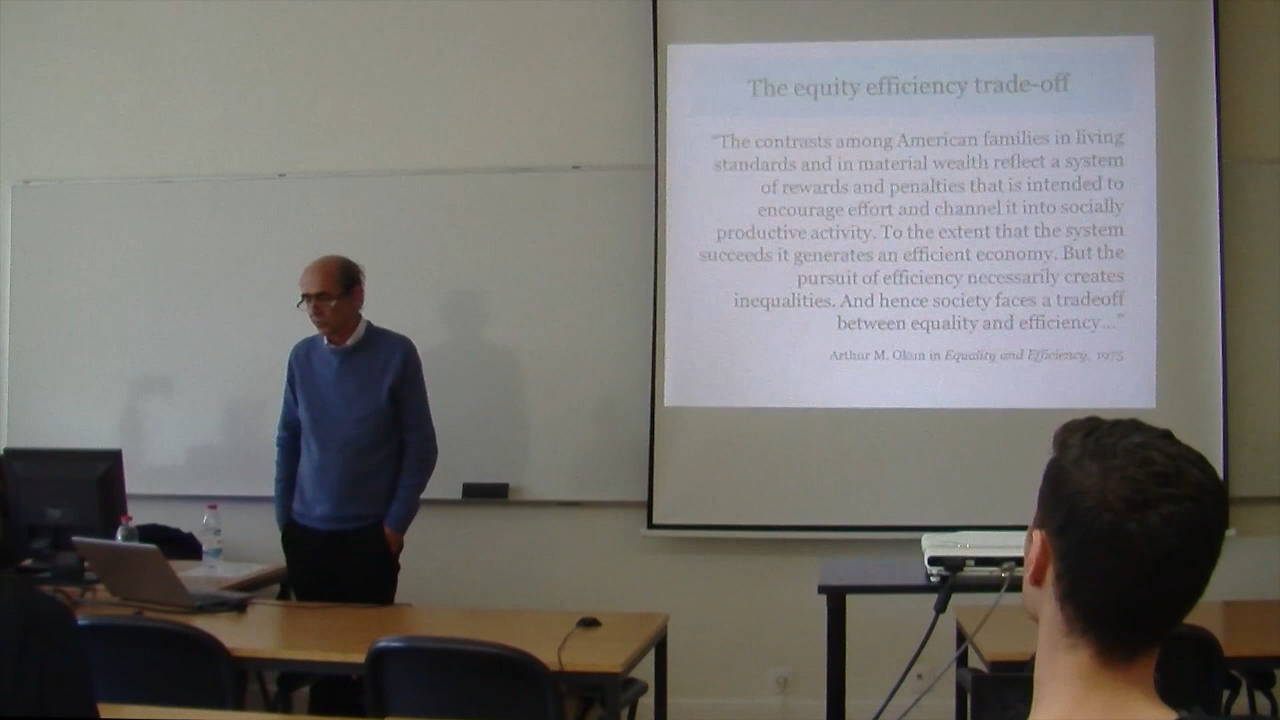 The equity efficiency trade-off
"The contrasts among American families in living
standards and in material wealth reflect a system
of rewards and penalties that is intended to
encourage effort and channel it into socially
productive activity. To the extent that the system
succeeds it generates an efficient economy. But the
pursuit of efficiency necessarily creates
inequalities. And hence society faces a tradeoff
between equality and efficiency..."
Arthur M. Okun in Equality and Efficiency, 1975